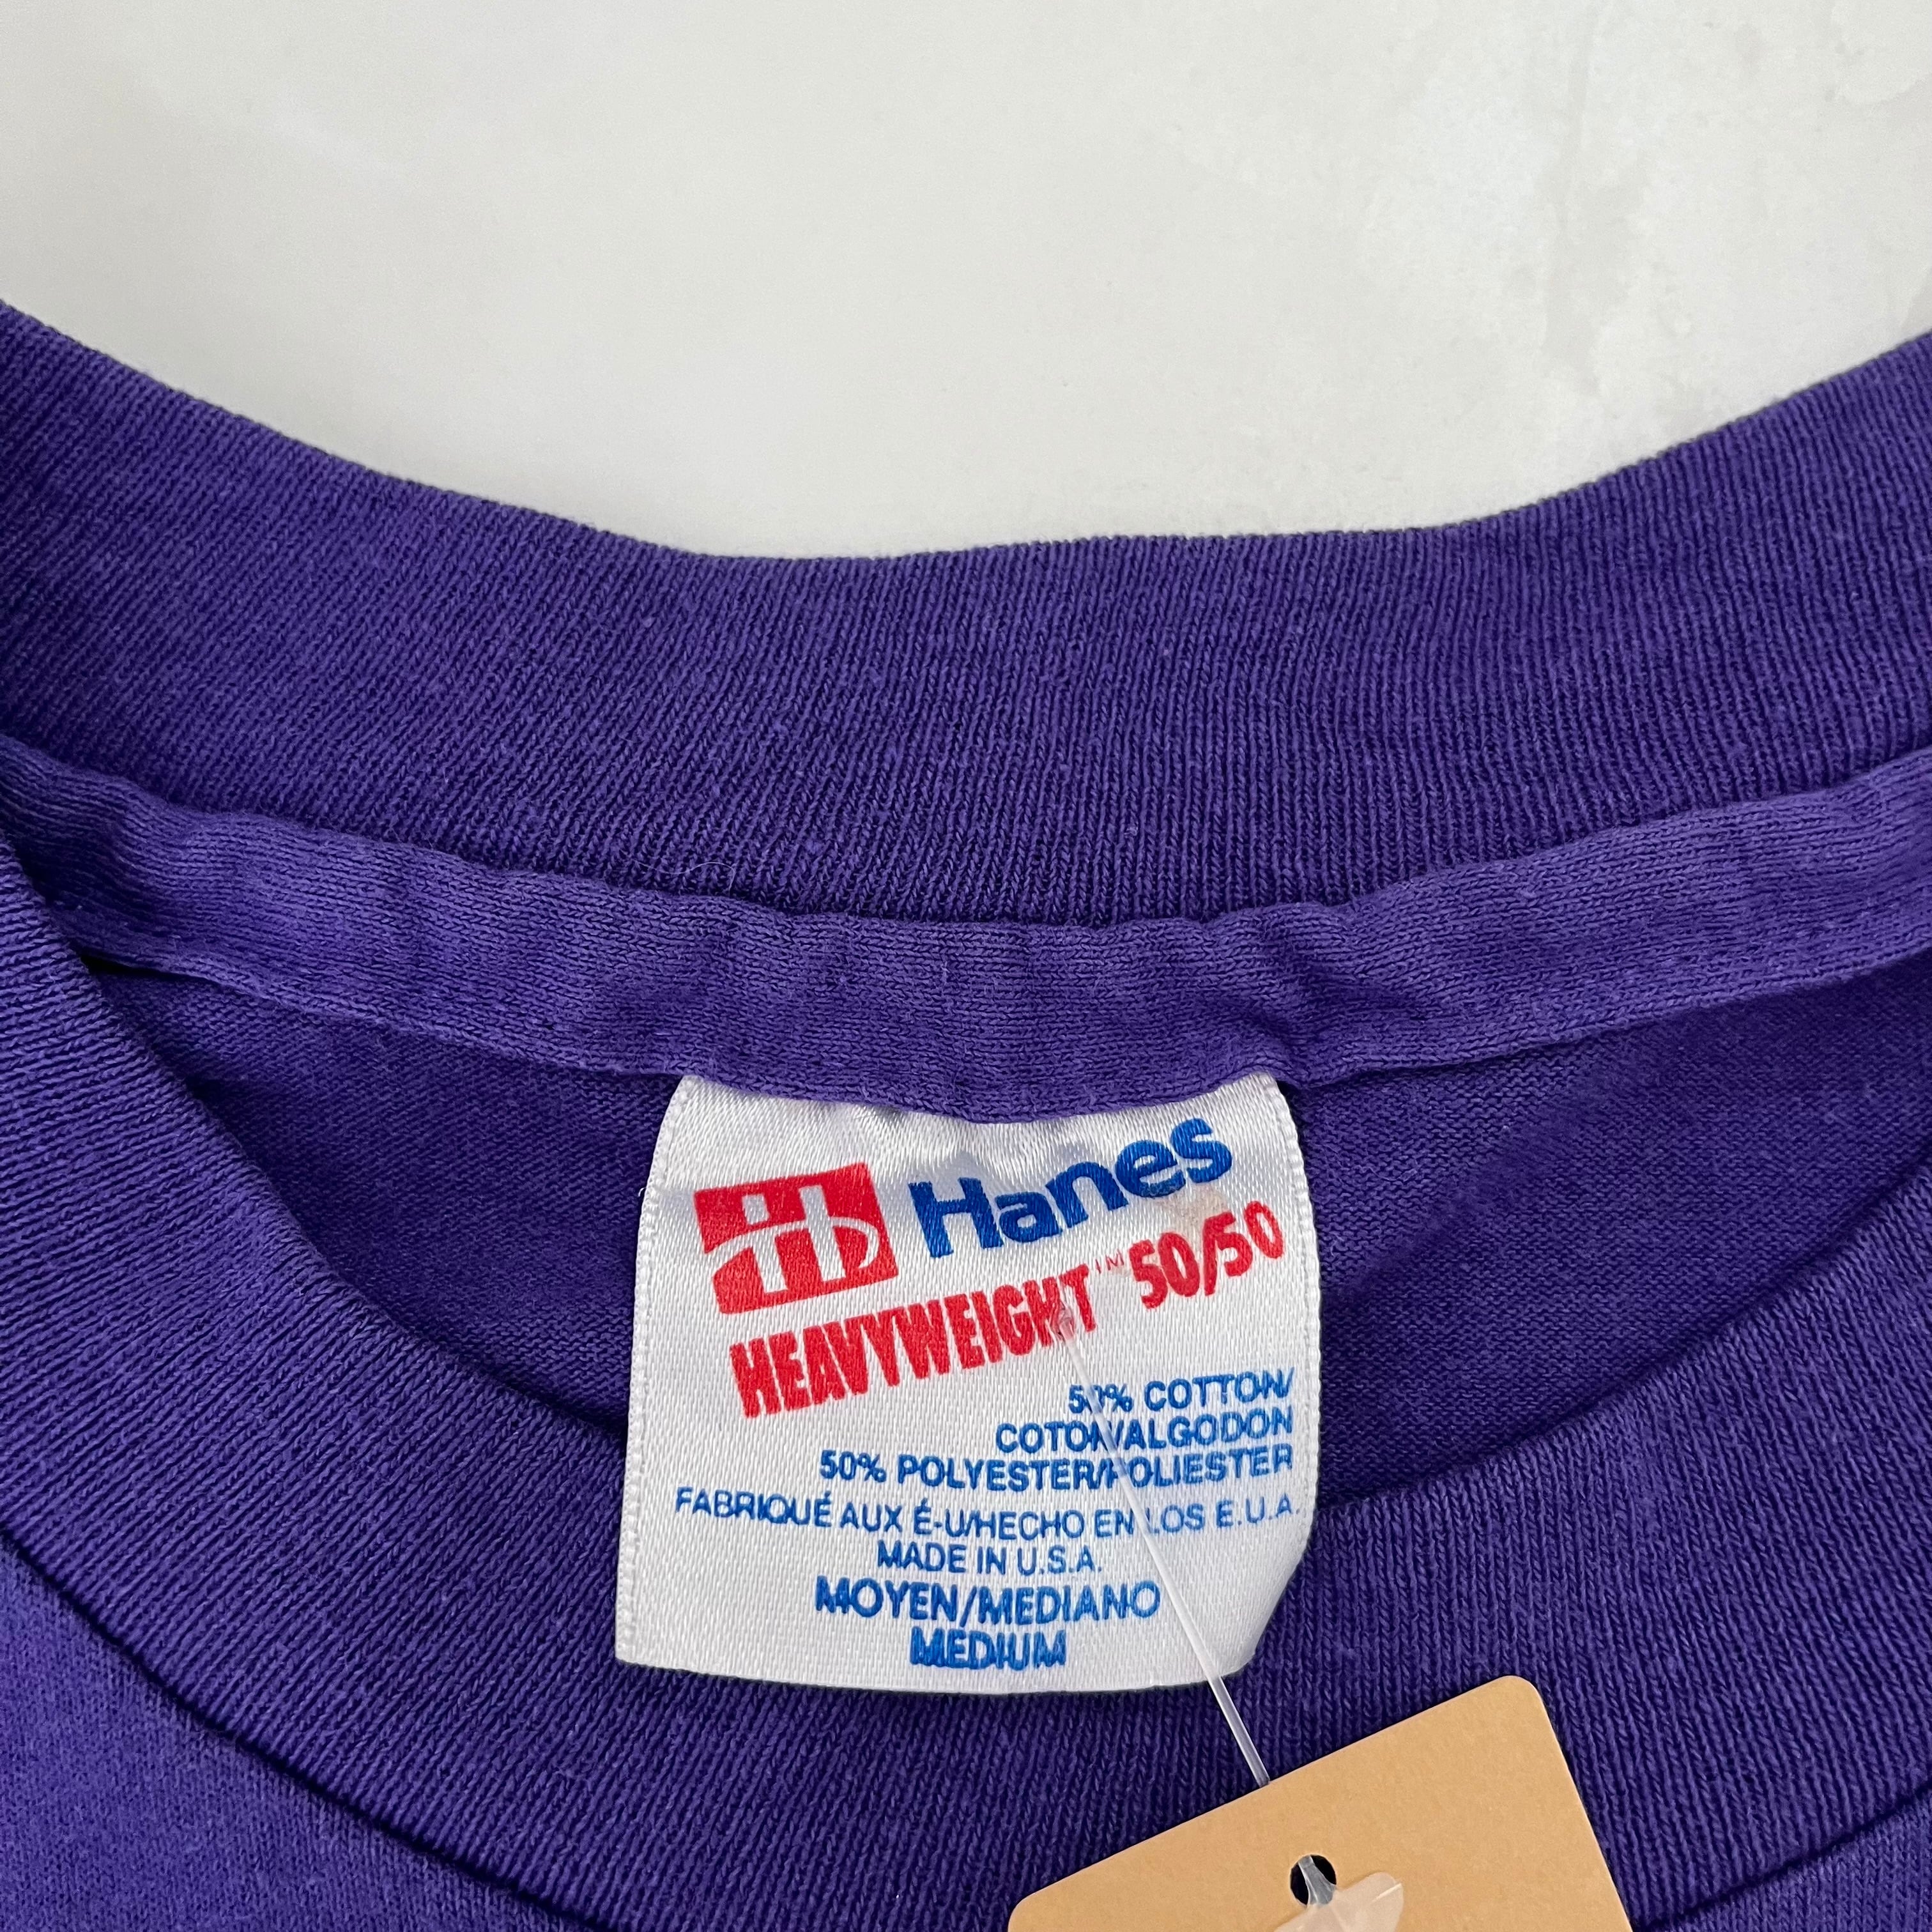 Hanes
HEAVYWEIGHT™ 50/50
50% COTTON/
COTON/ALGODON
50% POLYESTER/POLIESTER
FABRIQUÉ AUX É-U/HECHO EN LOS E.U.A.
MADE IN U.S.A.
MOYEN/MEDIANO
MEDIUM